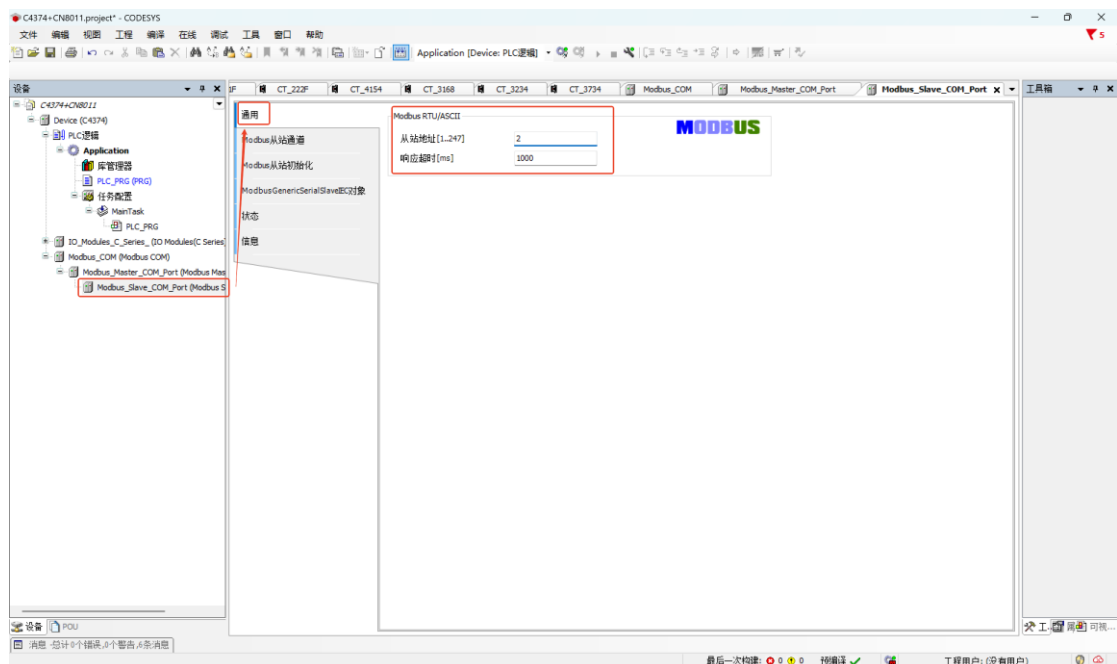 C4374+CN8011.project* - CODESYS
文件 编辑 视图 工程 编译 在线 调试 工具 窗口 帮助
5
Application [Device: PLC逻辑]
设备
1F CT_222F CT_4154 CT_3168 CT_3234 CT_3734 Modbus_COM Modbus_Master_COM_Port Modbus_Slave_COM_Port
工具箱
C4374+CN8011
Device (C4374)
PLC逻辑
Application
库管理器
PLC_PRG (PRG)
任务配置
MainTask
PLC_PRG
IO_Modules_C_Series_ (IO Modules(C Series)
Modbus_COM (Modbus COM)
Modbus_Master_COM_Port (Modbus Mas
Modbus_Slave_COM_Port (Modbus S
通用
Modbus从站通道
Modbus从站初始化
ModbusGenericSerialSlaveIEC对象
状态
信息
Modbus RTU/ASCII
从站地址[1..247] 2
响应超时[ms] 1000
MODBUS
设备 POU
工. 属 可视...
消息 -总计0个错误,0个警告,6条消息
最后一次构建: 0 0 预编译 工程用户: (没有用户)